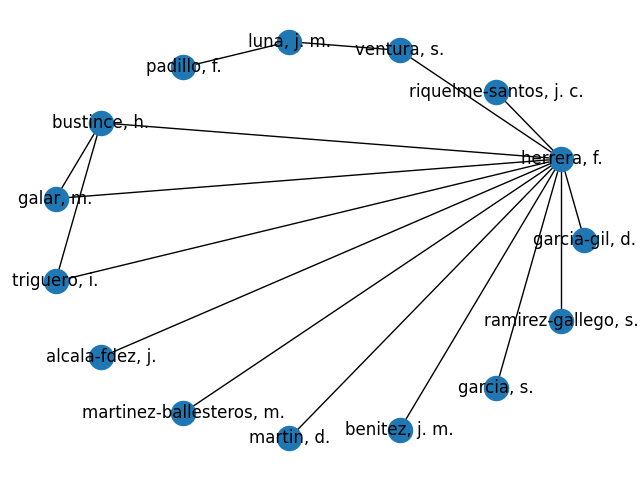 luna, j. m.
ventura, s.
padillo, f.
riquelme-santos, j. c.
bustince, h.
herrera, f.
galar, m.
garcia-gil, d.
triguero, i.
ramirez-gallego, s.
alcala-fdez, j.
garcia, s.
martinez-ballesteros, m.
benitez, j. m.
martin, d.